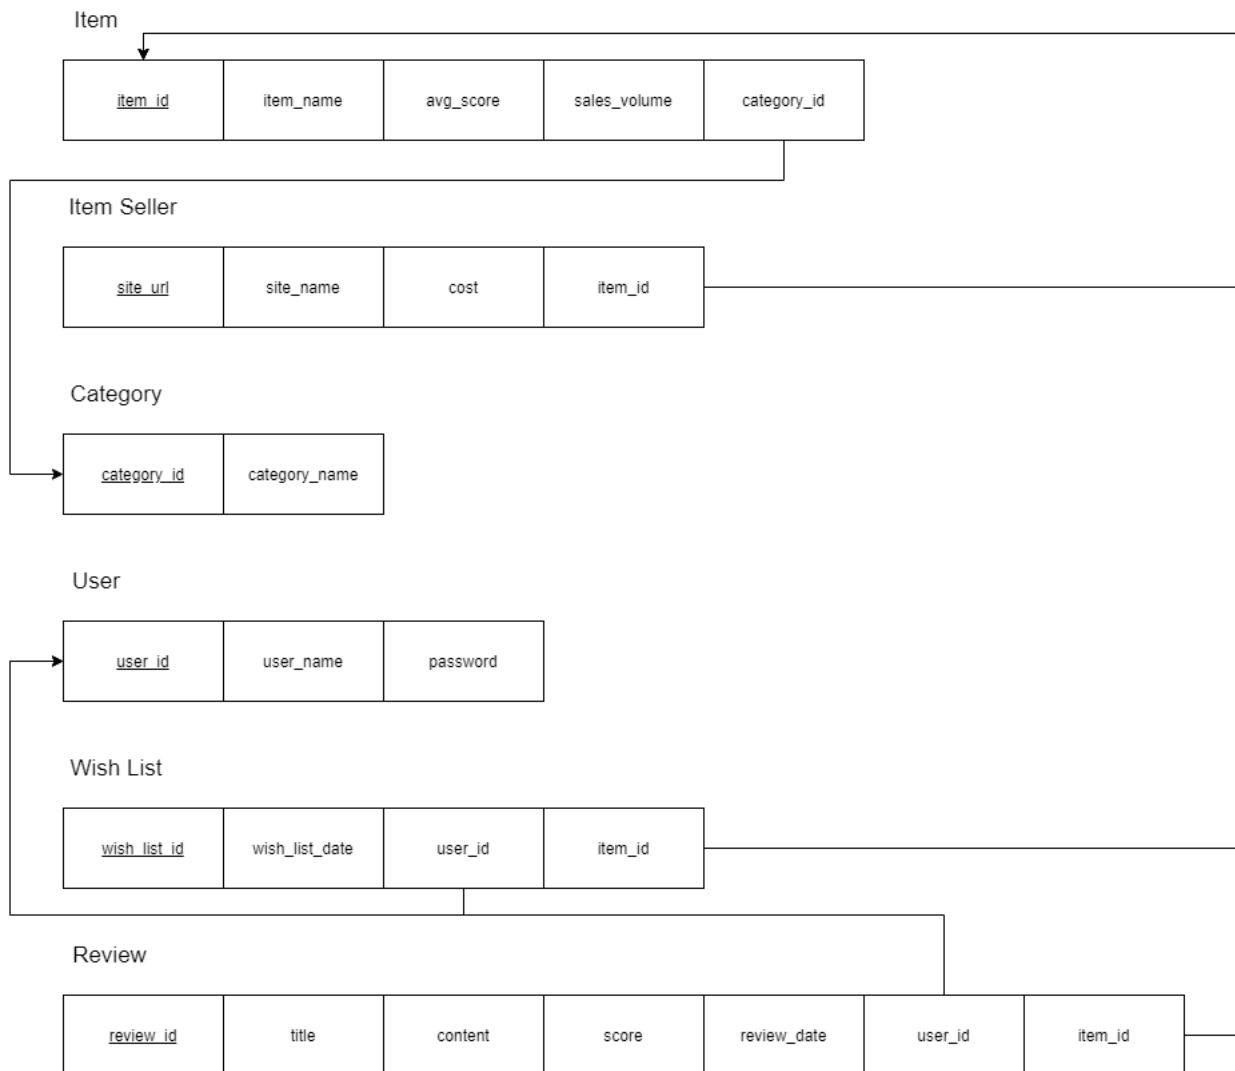 Item
item_id item_name avg_score sales_volume category_id
Item Seller
site_url site_name cost item_id
Category
category_id category_name
User
user_id user_name password
Wish List
wish_list_id wish_list_date user_id item_id
Review
review_id title content score review_date user_id item_id